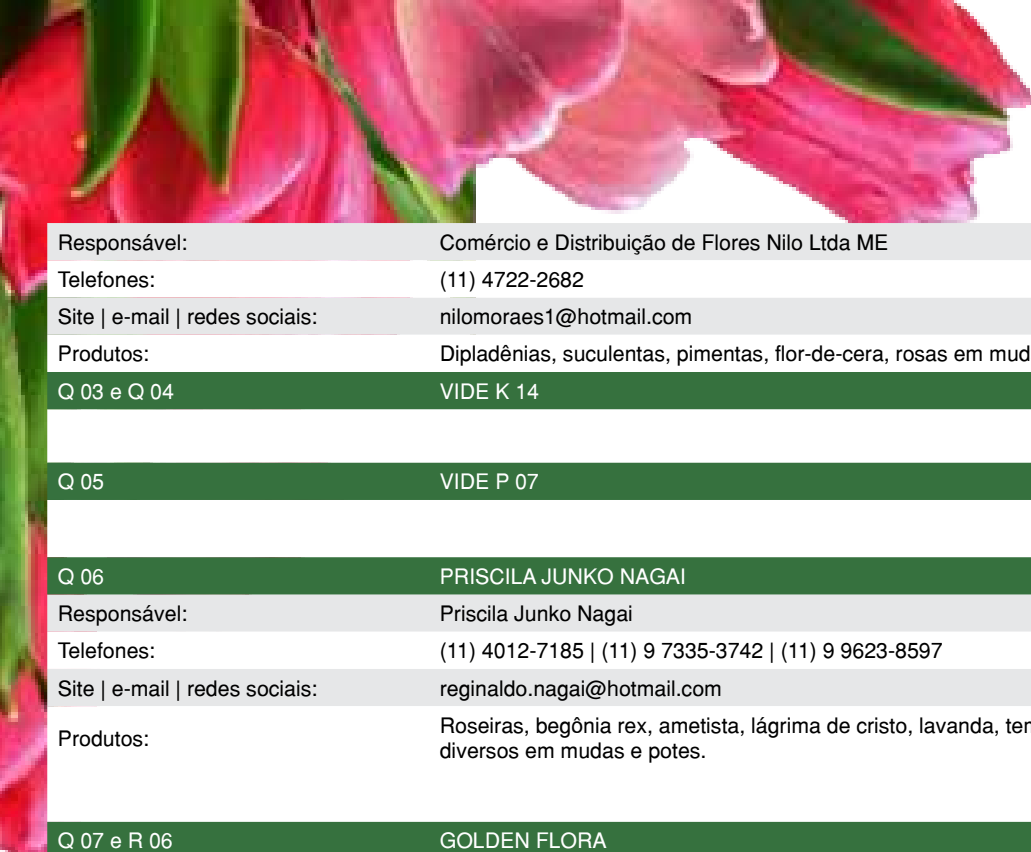 Responsável: Comércio e Distribuição de Flores Nilo Ltda ME
Telefones: (11) 4722-2682
Site | e-mail | redes sociais: nilomoraes1@hotmail.com
Produtos: Dipladênias, suculentas, pimentas, flor-de-cera, rosas em mud
Q 03 e Q 04 VIDE K 14
Q 05 VIDE P 07
Q 06 PRISCILA JUNKO NAGAI
Responsável: Priscila Junko Nagai
Telefones: (11) 4012-7185 | (11) 9 7335-3742 | (11) 9 9623-8597
Site | e-mail | redes sociais: reginaldo.nagai@hotmail.com
Produtos: Roseiras, begônia rex, ametista, lágrima de cristo, lavanda,
diversos em mudas e potes.
Q 07 e R 06 GOLDEN FLORA